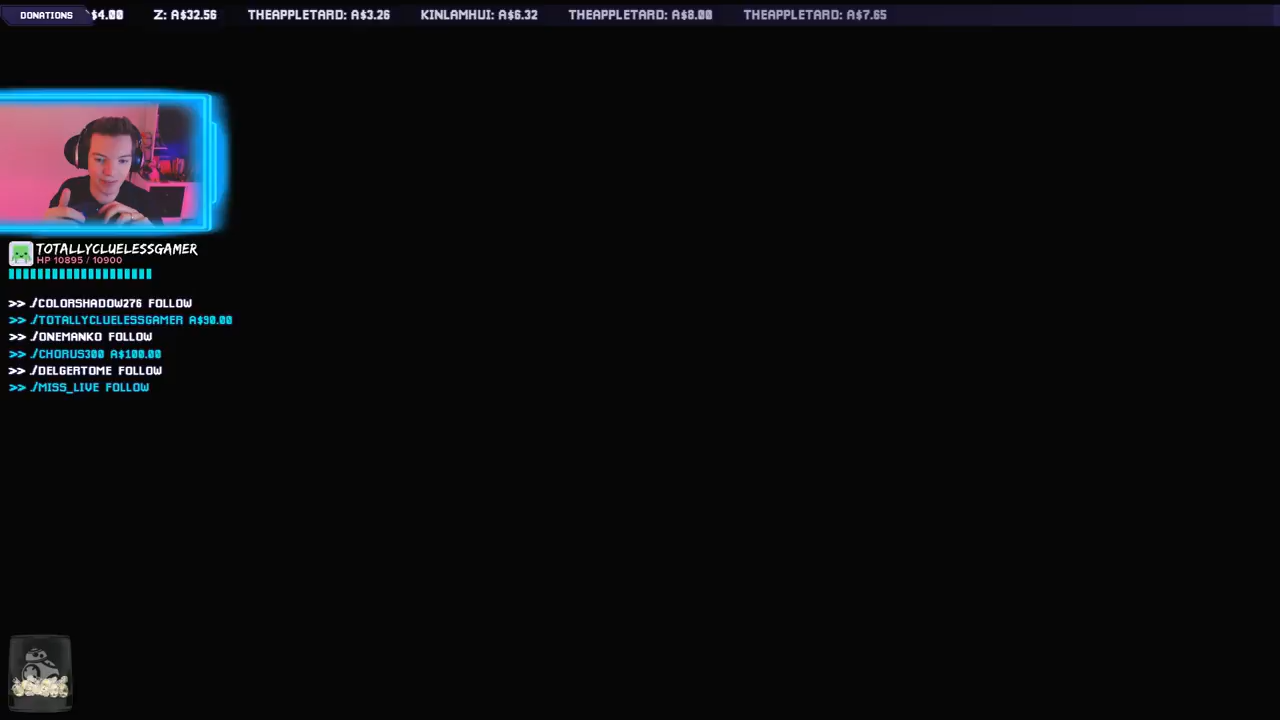 DONATIONS $4.00 Z: A$32.56 THEAPPLETARD: A$3.26 KINLAMHUI: A$6.32 THEAPPLETARD: A$8.00 THEAPPLETARD: A$7.65
TOTALLYCLUELESSGAMER
HP 10895 / 10900
>> ./COLORSHADOW276 FOLLOW
>> ./TOTALLYCLUELESSGAMER A$90.00
>> ./ONEMANKO FOLLOW
>> ./CHORUS300 A$100.00
>> ./DELGERTOME FOLLOW
>> ./MISS_LIVE FOLLOW